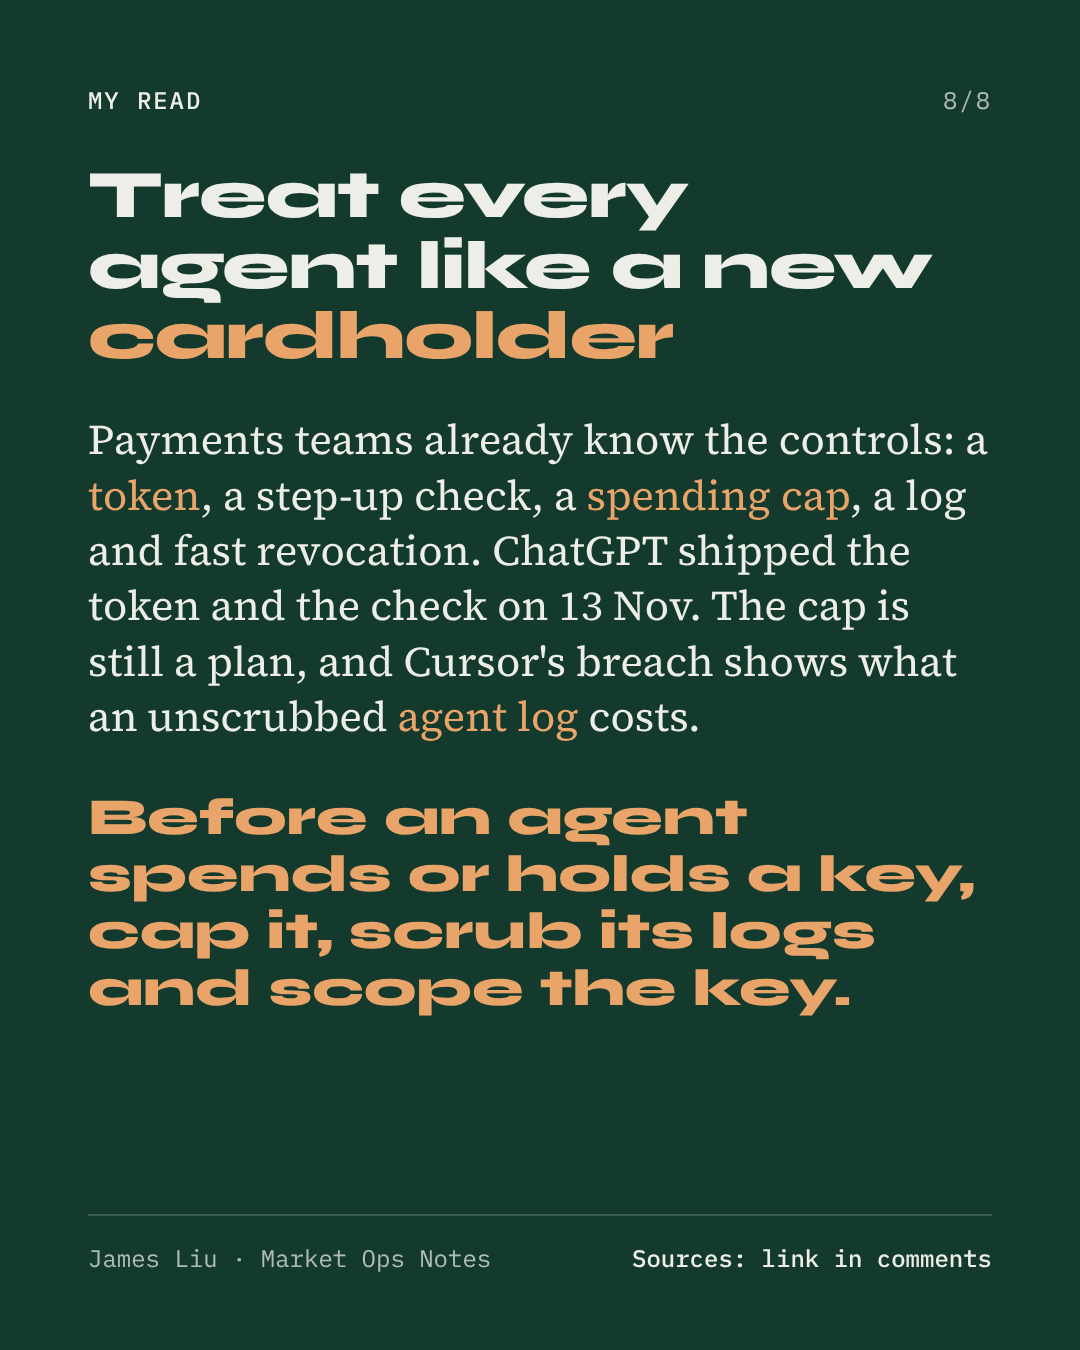 MY READ
8/8
Treat every
agent like a new
cardholder
Payments teams already know the controls: a
token, a step-up check, a spending cap, a log
and fast revocation. ChatGPT shipped the
token and the check on 13 Nov. The cap is
still a plan, and Cursor's breach shows what
an unscrubbed agent log costs.
Before an agent
spends or holds a key,
cap it, scrub its logs
and scope the key.
James Liu · Market Ops Notes
Sources: link in comments